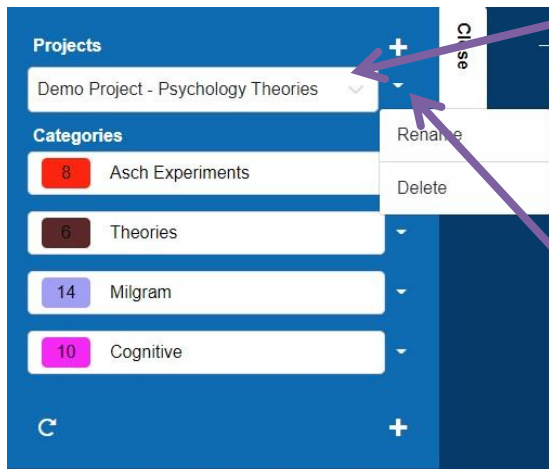 Projects
Close
Demo Project - Psychology Theories
Categories
Rename
8 Asch Experiments
Delete
6 Theories
14 Milgram
10 Cognitive